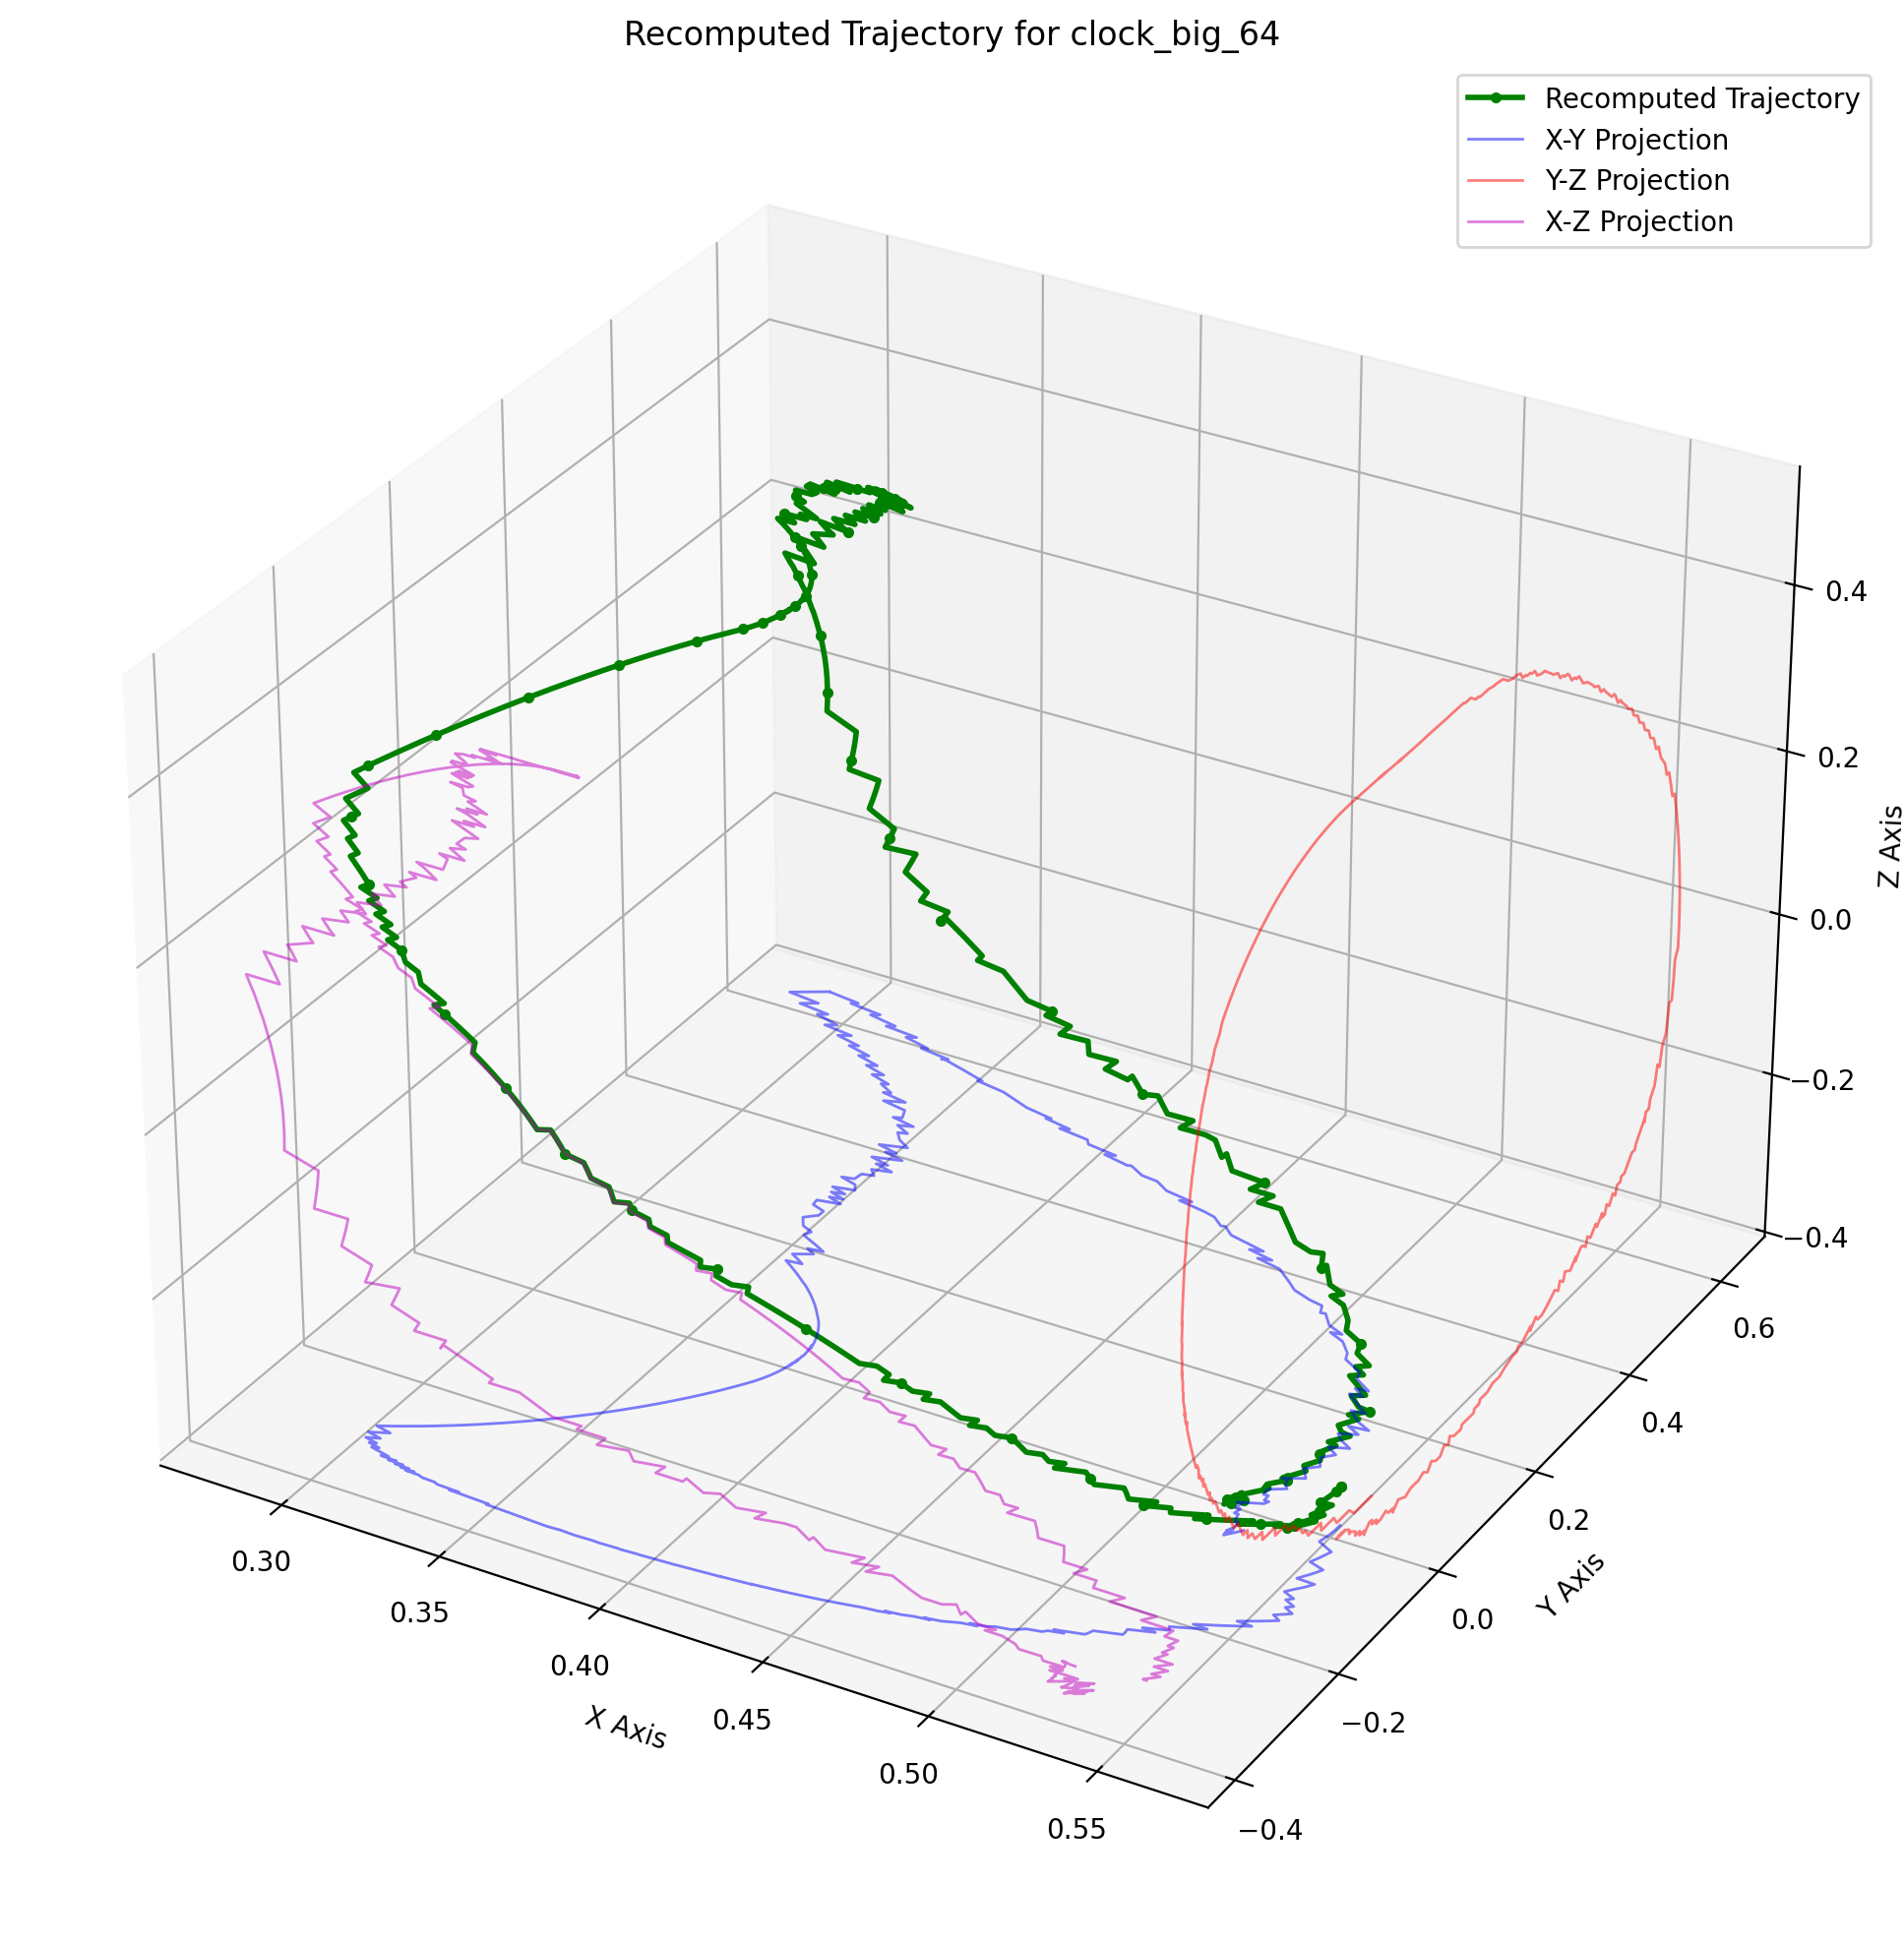 Recomputed Trajectory for clock_big_64
Recomputed Trajectory
X-Y Projection
Y-Z Projection
X-Z Projection
0.4
0.2
0.0
−0.2
−0.4
Z Axis
0.6
0.4
0.2
0.0
−0.2
−0.4
Y Axis
0.30
0.35
0.40
0.45
0.50
0.55
X Axis